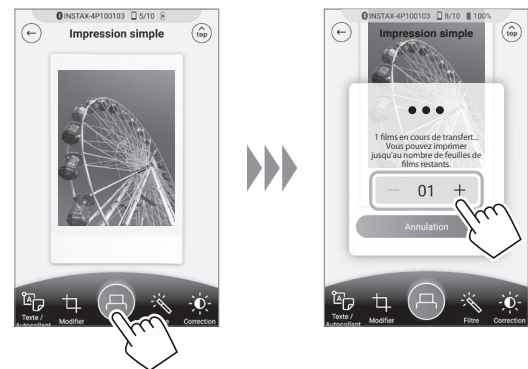 INSTAX-4P100103 5/10
Impression simple
top
Texte /
Autocollant
Modifier
Correction
INSTAX-4P100103 8/10 100%
Impression simple
top
1 films en cours de transfert...
Vous pouvez imprimer
jusqu'au nombre de feuilles de
films restants.
— 01 +
Annulation
Texte /
Autocollant
Modifier
Filtre
Correction